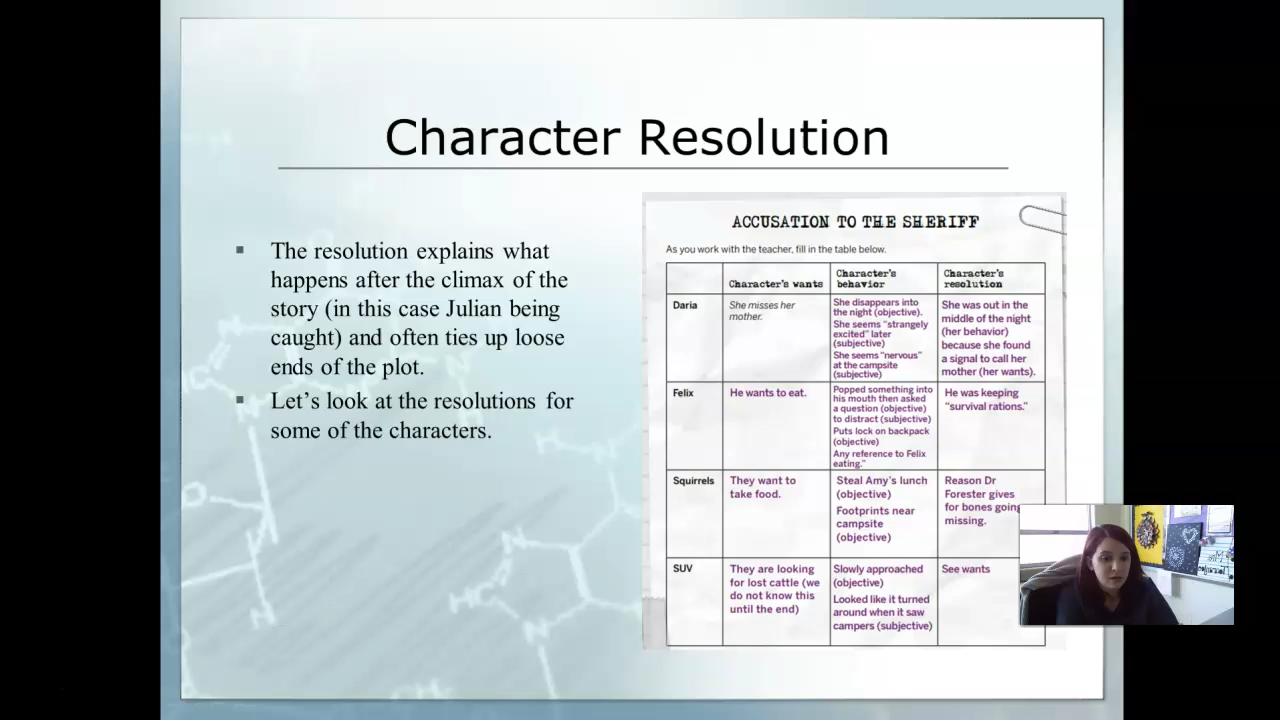 Character Resolution
The resolution explains what
happens after the climax of the
story (in this case Julian being
caught) and often ties up loose
ends of the plot.
Let’s look at the resolutions for
some of the characters.
ACCUSATION TO THE SHERIFF
As you work with the teacher, fill in the table below.
Character's wants
Character's
behavior
Character's
resolution
Daria
She misses her
mother.
She disappears into
the night (objective).
She seems “strangely
excited” later
(subjective)
She seems “nervous”
at the campsite
(subjective)
She was out in the
middle of the night
(her behavior)
because she found
a signal to call her
mother (her wants).
Felix
He wants to eat.
Popped something into
his mouth then asked
a question (objective)
to distract (subjective)
Puts lock on backpack
(objective)
Any reference to Felix
eating.”
He was keeping
“survival rations.”
Squirrels
They want to
take food.
Steal Amy’s lunch
(objective)
Footprints near
campsite
(objective)
Reason Dr
Forester gives
for bones going
missing.
SUV
They are looking
for lost cattle (we
do not know this
until the end)
Slowly approached
(objective)
Looked like it turned
around when it saw
campers (subjective)
See wants